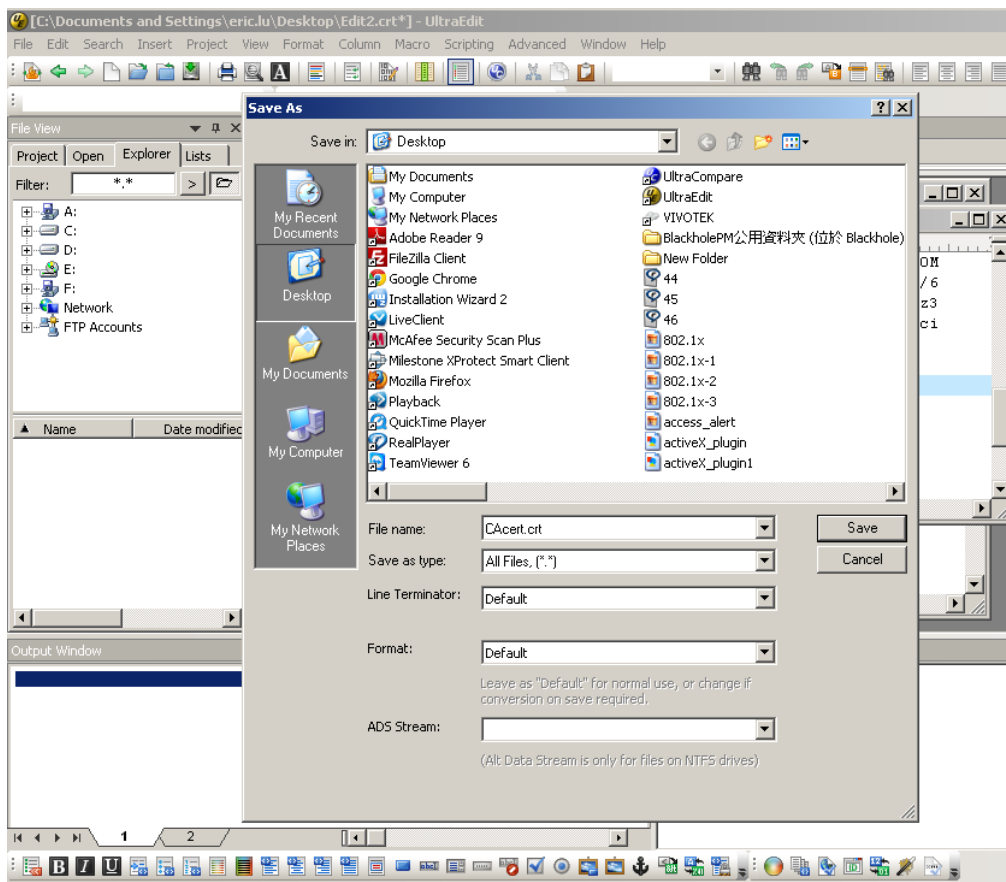 [C:\Documents and Settings\eric.lu\Desktop\Edit2.crt*] - UltraEdit
File Edit Search Insert Project View Format Column Macro Scripting Advanced Window Help
File View
Project Open Explorer Lists
Filter: *.* >
A:
C:
D:
E:
F:
Network
FTP Accounts
Name Date modified
Save As
Save in: Desktop
My Recent Documents
Desktop
My Documents
My Computer
My Network Places
My Documents
My Computer
My Network Places
Adobe Reader 9
FileZilla Client
Google Chrome
Installation Wizard 2
LiveClient
McAfee Security Scan Plus
Milestone XProtect Smart Client
Mozilla Firefox
Playback
QuickTime Player
RealPlayer
TeamViewer 6
UltraCompare
UltraEdit
VIVOTEK
BlackholePM公用資料夾 (位於 Blackhole)
New Folder
44
45
46
802.1x
802.1x-1
802.1x-2
802.1x-3
access_alert
activeX_plugin
activeX_plugin1
File name: CAcert.crt Save
Save as type: All Files, (*.*) Cancel
Line Terminator: Default
Format: Default
Leave as "Default" for normal use, or change if
conversion on save required.
ADS Stream:
(Alt Data Stream is only for files on NTFS drives)
OM
/6
z3
ci
Output Window
1 2
B I U